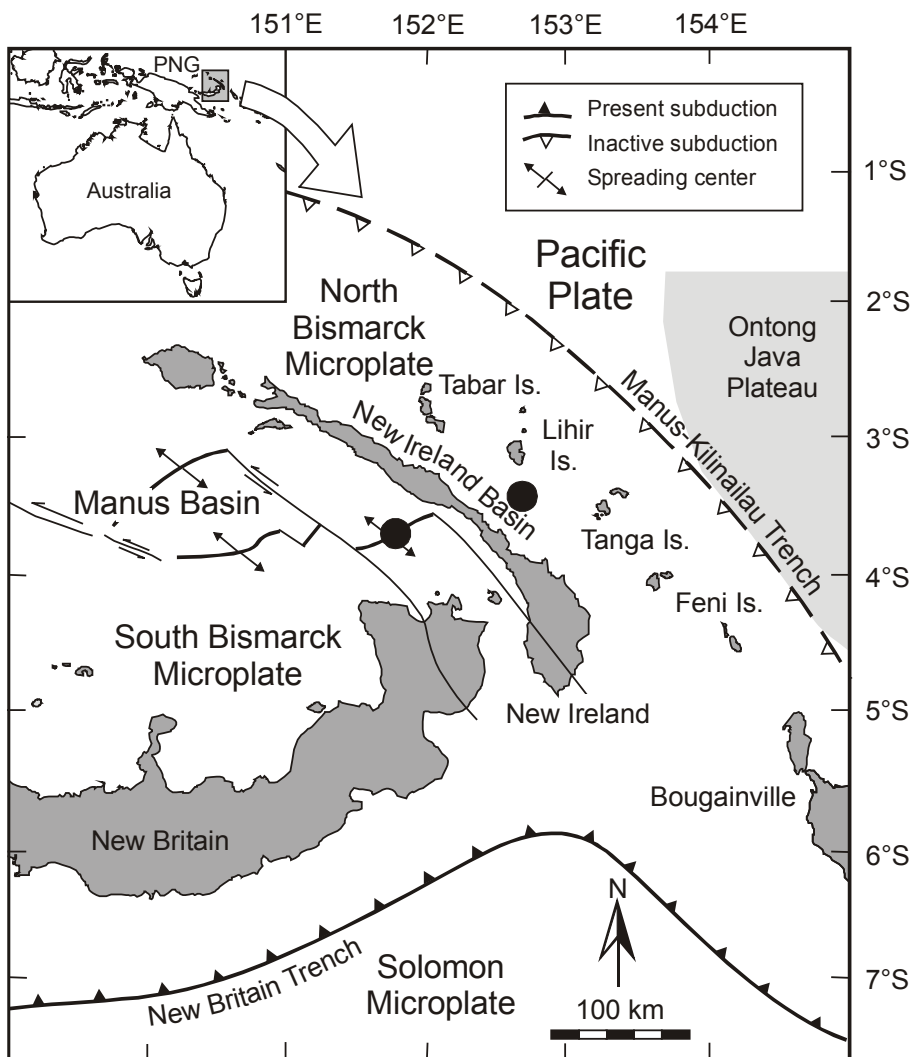 151°E
152°E
153°E
154°E
PNG
Australia
Present subduction
Inactive subduction
Spreading center
1°S
2°S
3°S
4°S
5°S
6°S
7°S
Pacific
Plate
North
Bismarck
Microplate
Ontong
Java
Plateau
Tabar Is.
Lihir
Is.
Manus-Kilinailau Trench
New Ireland Basin
Manus Basin
Tanga Is.
Feni Is.
South Bismarck
Microplate
New Ireland
Bougainville
New Britain
N
New Britain Trench
Solomon
Microplate
100 km